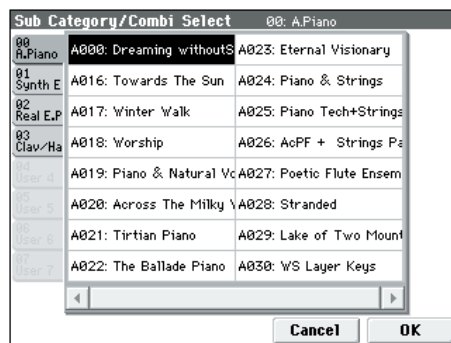 Sub Category/Combi Select 00: A.Piano
00
A.Piano
01
Synth E
02
Real E.P
03
Clav/Ha
04
User 4
05
User 5
06
User 6
07
User 7
A000: Dreaming withoutS
A016: Towards The Sun
A017: Winter Walk
A018: Worship
A019: Piano & Natural Vo
A020: Across The Milky
A021: Tirtian Piano
A022: The Ballade Piano
A023: Eternal Visionary
A024: Piano & Strings
A025: Piano Tech+Strings
A026: AcPF + Strings Pa
A027: Poetic Flute Ensem
A028: Stranded
A029: Lake of Two Mount
A030: WS Layer Keys
Cancel OK